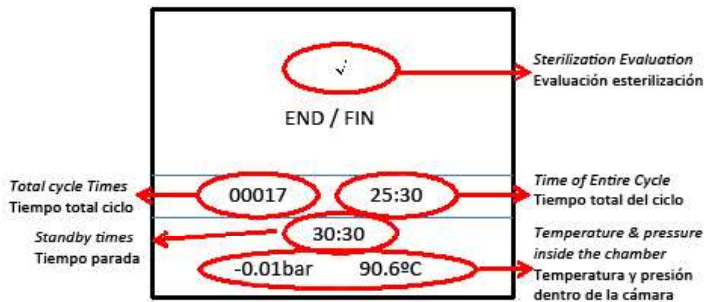 Sterilization Evaluation
Evaluación esterilización
✓
END / FIN
Total cycle Times
Tiempo total ciclo
00017 25:30
Time of Entire Cycle
Tiempo total del ciclo
Standby times
Tiempo parada
30:30
-0.01bar 90.6ºC
Temperature & pressure
inside the chamber
Temperatura y presión
dentro de la cámara